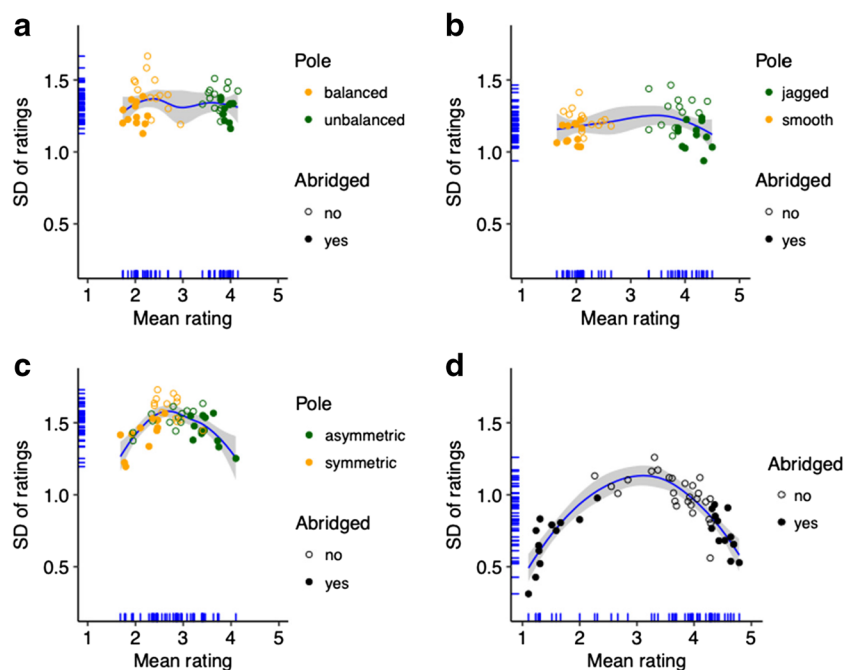 a
SD of ratings
1.5
1.0
0.5
1 2 3 4 5
Mean rating
Pole
balanced
unbalanced
Abridged
no
yes
b
SD of ratings
1.5
1.0
0.5
1 2 3 4 5
Mean rating
Pole
jagged
smooth
Abridged
no
yes
c
SD of ratings
1.5
1.0
0.5
1 2 3 4 5
Mean rating
Pole
asymmetric
symmetric
Abridged
no
yes
d
SD of ratings
1.5
1.0
0.5
1 2 3 4 5
Mean rating
Abridged
no
yes